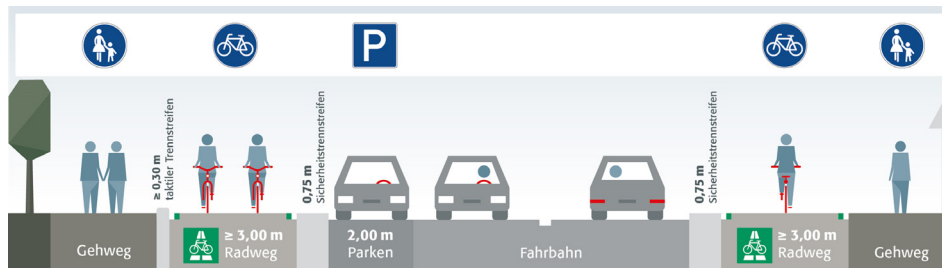 P
≥ 0,30 m
taktiler Trennstreifen
0,75 m
Sicherheitstrennstreifen
0,75 m
Sicherheitstrennstreifen
Gehweg
≥ 3,00 m
Radweg
2,00 m
Parken
Fahrbahn
≥ 3,00 m
Radweg
Gehweg